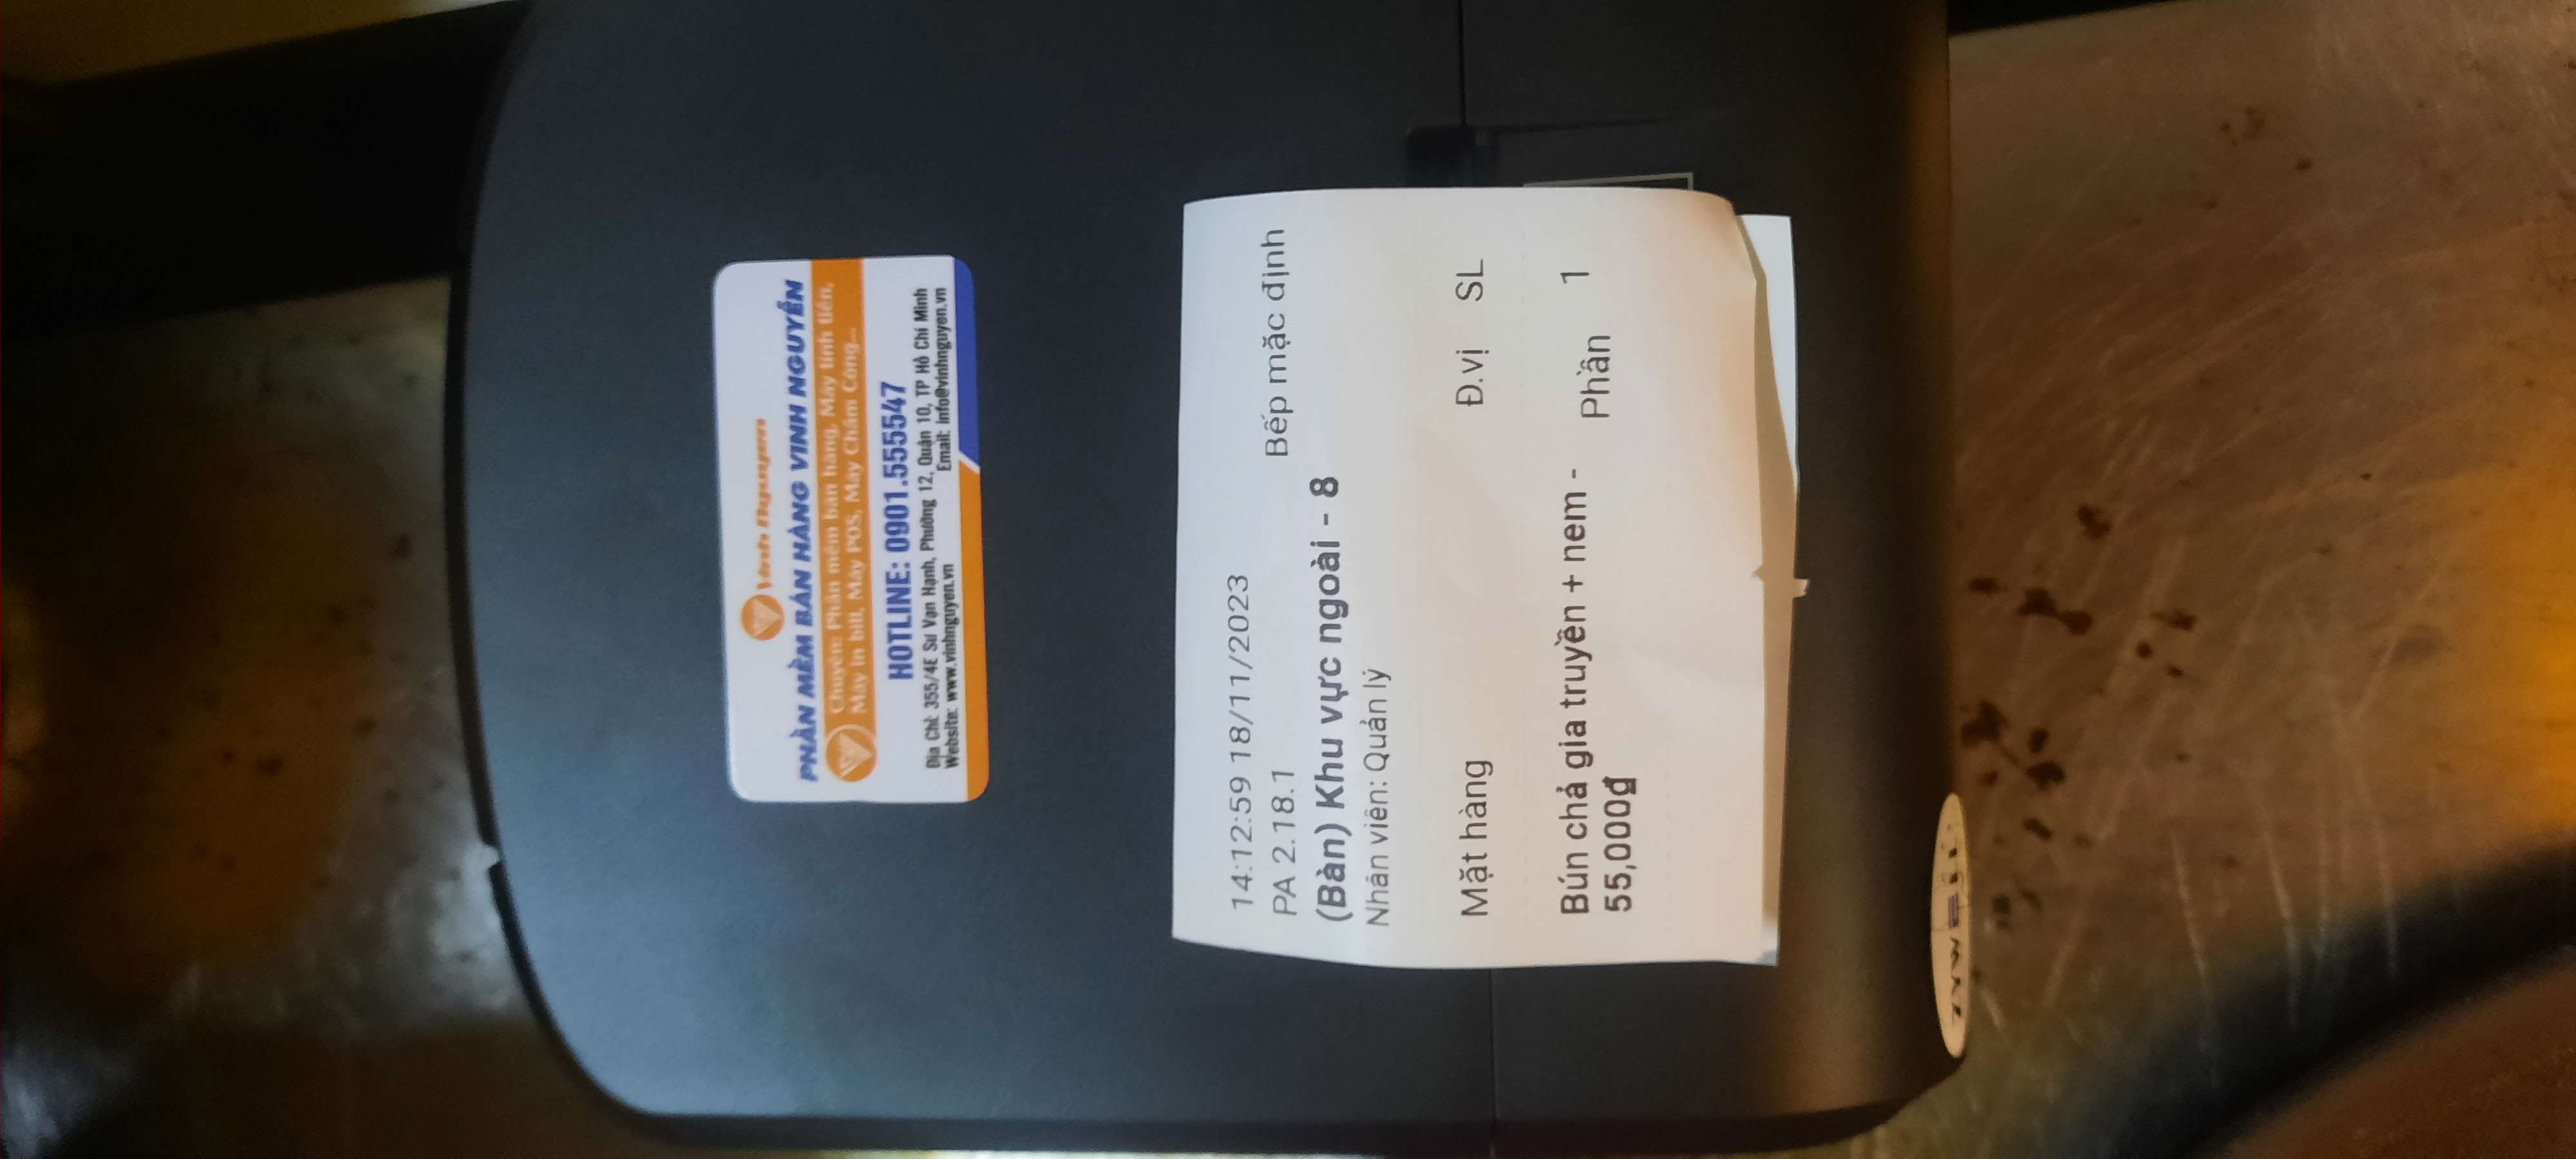 Vinh Nguyen
PHẦN MỀM BÁN HÀNG VINH NGUYỄN
Chuyên: Phần mềm bán hàng, Máy tính tiền,
Máy in bill, Máy POS, Máy Chấm Công...
HOTLINE: 0901.555547
Địa Chỉ: 355/4E Sư Vạn Hạnh, Phường 12, Quận 10, TP Hồ Chí Minh
Website: www.vinhnguyen.vn Email: info@vinhnguyen.vn
14:12:59 18/11/2023
PA 2.18.1 Bếp mặc định
(Bàn) Khu vực ngoài - 8
Nhân viên: Quản lý
Mặt hàng Đ.vị SL
Bún chả gia truyền + nem - Phần 1
55,000₫